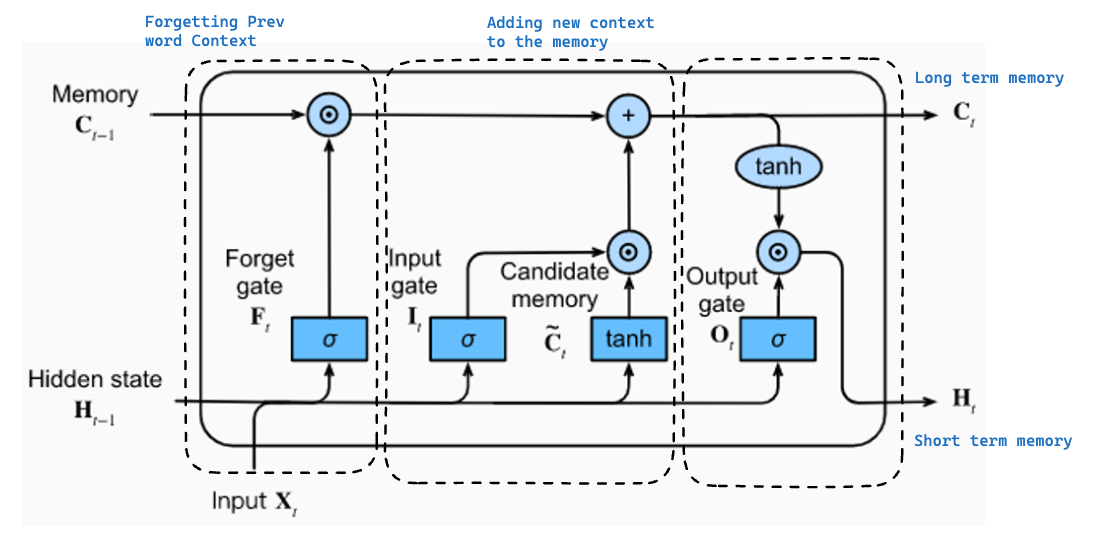 Forgetting Prev
word Context
Adding new context
to the memory
Long term memory
Memory
C_{t-1}
+
C_t
tanh
Forget
gate
F_t
Input
gate
I_t
Candidate
memory
C̃_t
Output
gate
O_t
σ
σ
tanh
σ
Hidden state
H_{t-1}
H_t
Short term memory
Input X_t